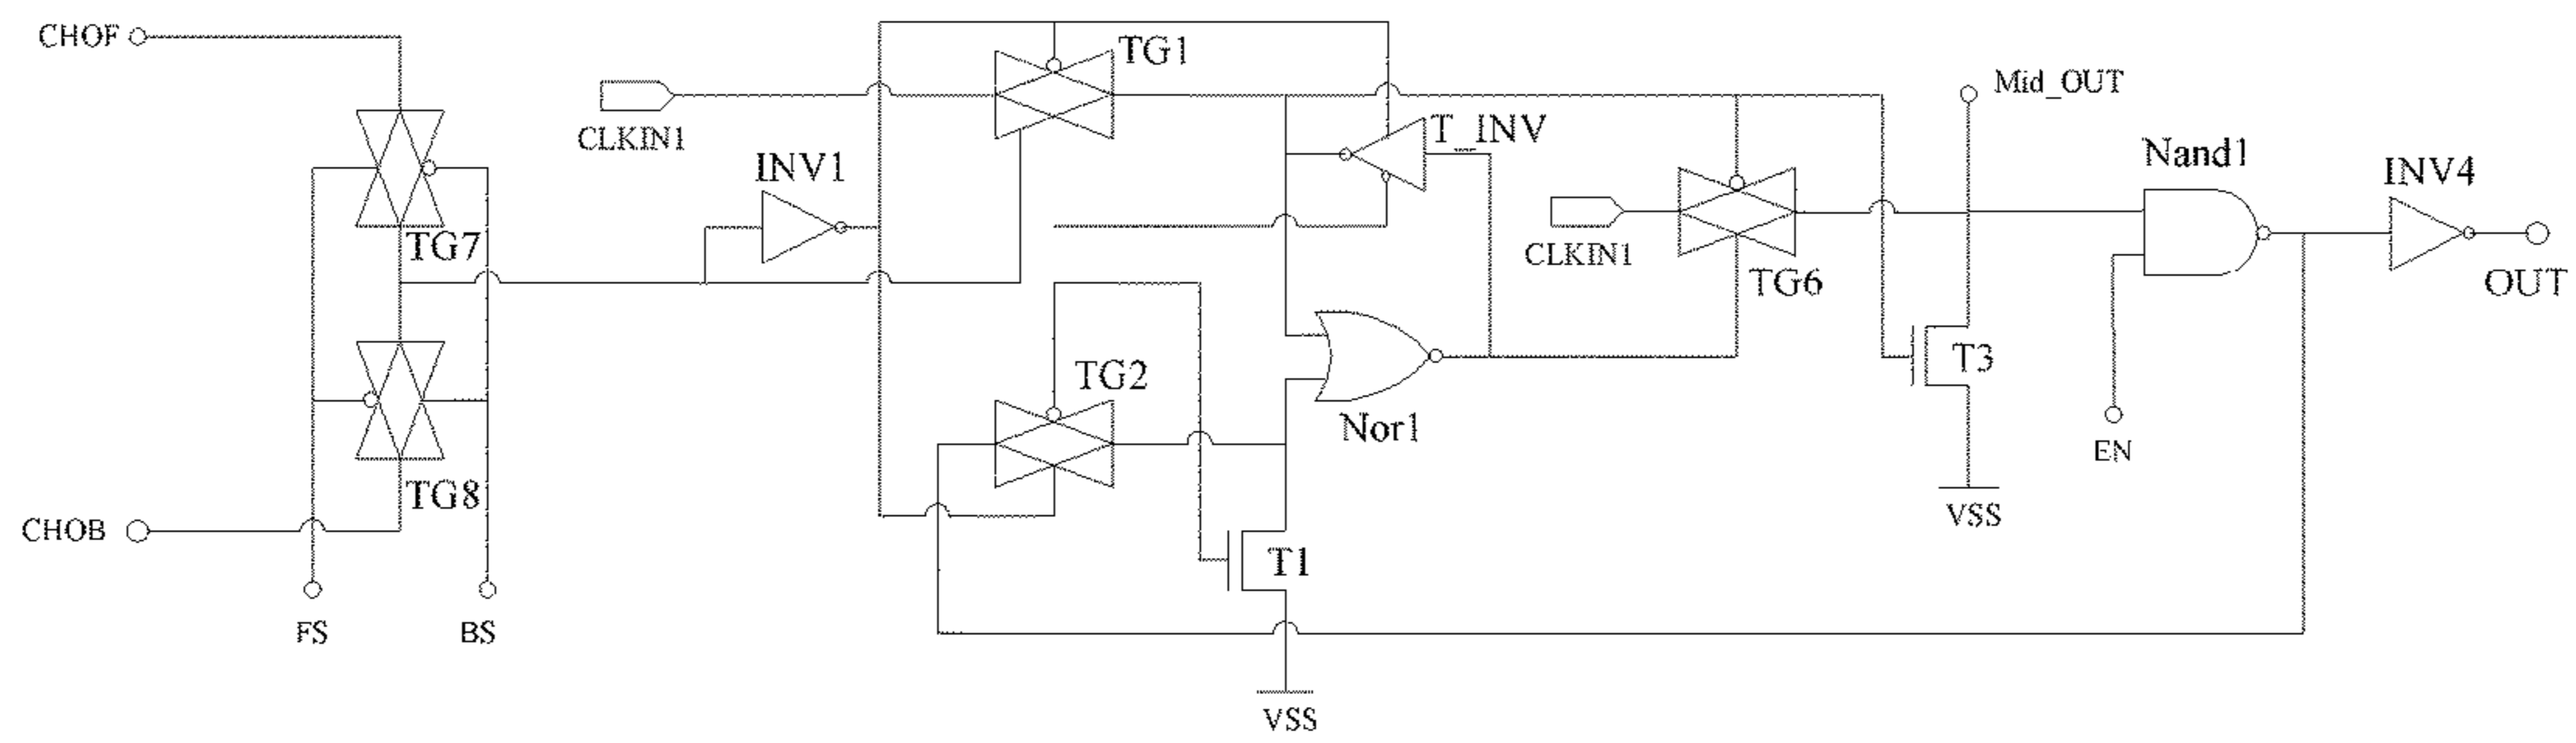 CHOF
TG1
Mid_OUT
CLKIN1
T_INV
INV1
Nand1
INV4
TG7
CLKIN1
TG6
OUT
T3
TG2
Nor1
EN
TG8
CHOB
VSS
T1
FS
BS
VSS